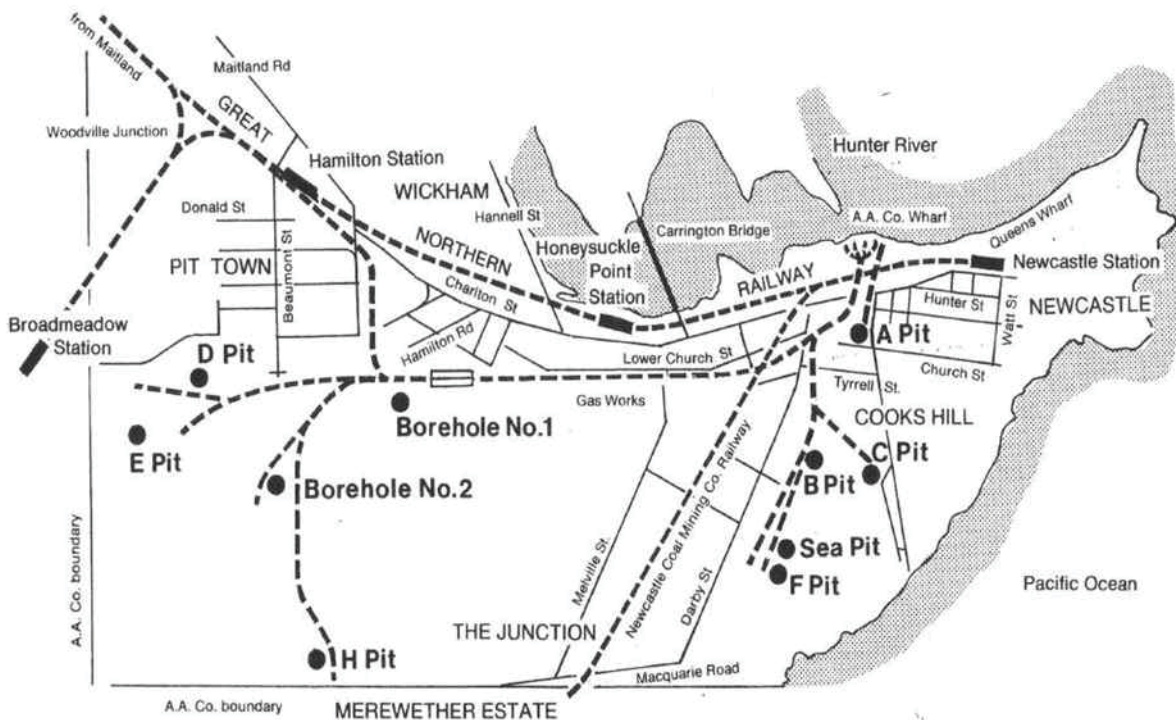 from Maitland
Maitland Rd
GREAT
Woodville Junction
Hamilton Station
Hunter River
WICKHAM
Donald St
Hannell St
A.A. Co. Wharf
Carrington Bridge
Queens Wharf
NORTHERN
Honeysuckle
Point
Station
PIT TOWN
Beaumont St
RAILWAY
Newcastle Station
Charlton St
Hunter St
Watt St
NEWCASTLE
Broadmeadow
Station
Hamilton Rd
A Pit
D Pit
Lower Church St
Church St
Tyrrell St.
Gas Works
COOKS HILL
Borehole No.1
E Pit
C Pit
B Pit
Borehole No.2
Newcastle Coal Mining Co. Railway
Melville St.
Darby St
Sea Pit
F Pit
Pacific Ocean
A.A. Co. boundary
THE JUNCTION
H Pit
Macquarie Road
A.A. Co. boundary
MEREWETHER ESTATE